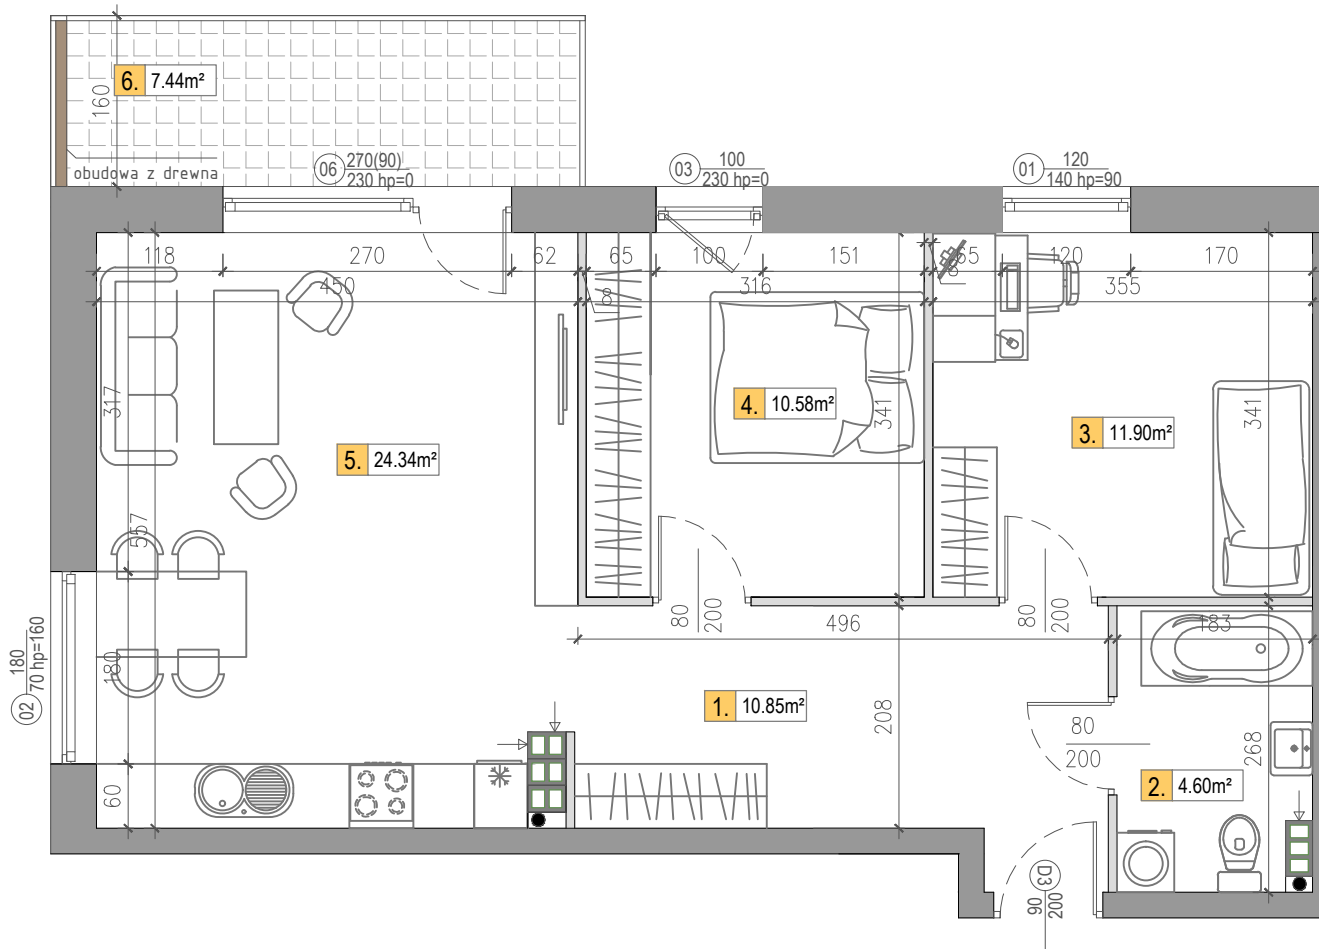 6. 7.44m²
160
obudowa z drewna
06 270(90)
230 hp=0
03 100
230 hp=0
01 120
140 hp=90
118 270 62 65 100 151 65 120 170
450 8 316 8 355
317
557
5. 24.34m²
4. 10.58m²
341
3. 11.90m²
341
80
200
80
200
496
183
02 180
70 hp=160
180
1. 10.85m²
208
80
200
268
2. 4.60m²
60
D3
90
200